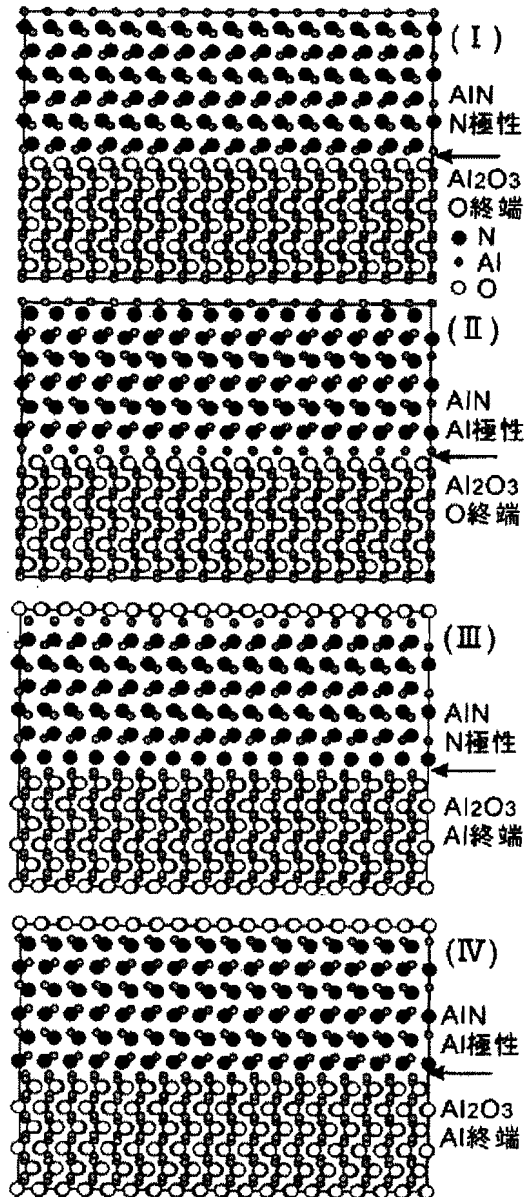 (Ⅰ)
AlN
N極性
Al2O3
O終端
● N
• Al
○ O
(Ⅱ)
AlN
Al極性
Al2O3
O終端
(Ⅲ)
AlN
N極性
Al2O3
Al終端
(Ⅳ)
AlN
Al極性
Al2O3
Al終端